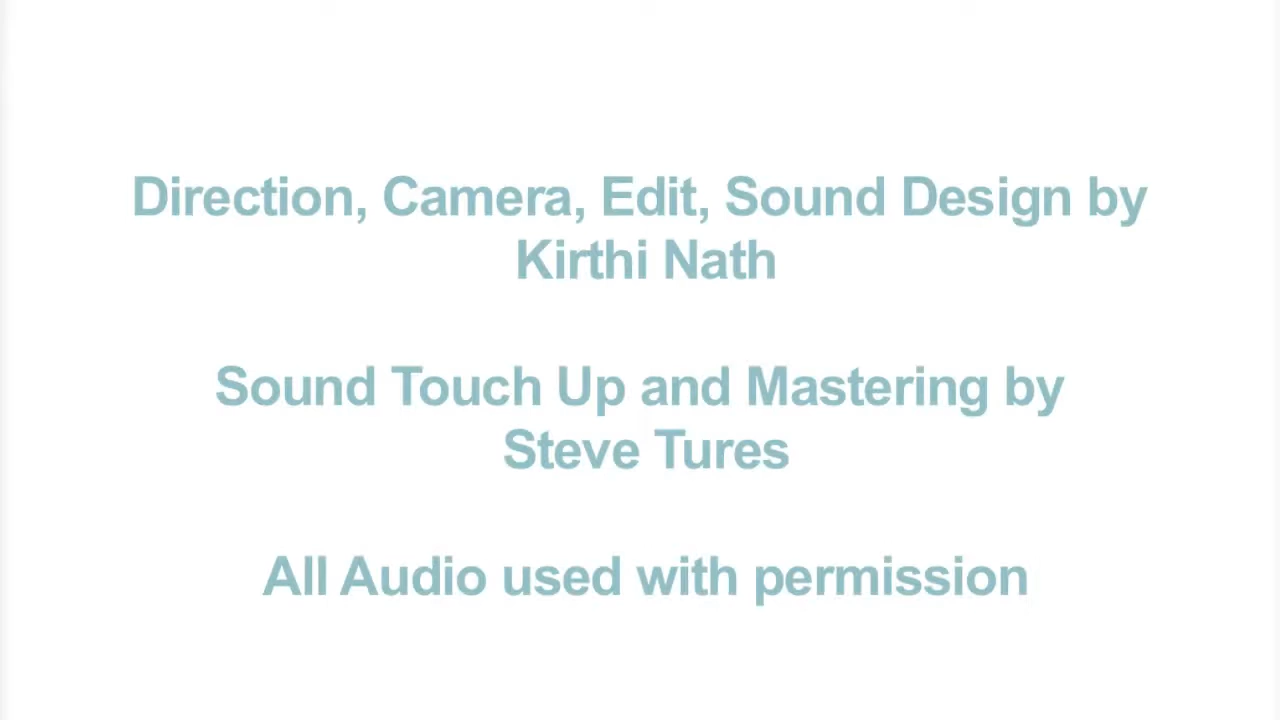 Direction, Camera, Edit, Sound Design by
Kirthi Nath
Sound Touch Up and Mastering by
Steve Tures
All Audio used with permission